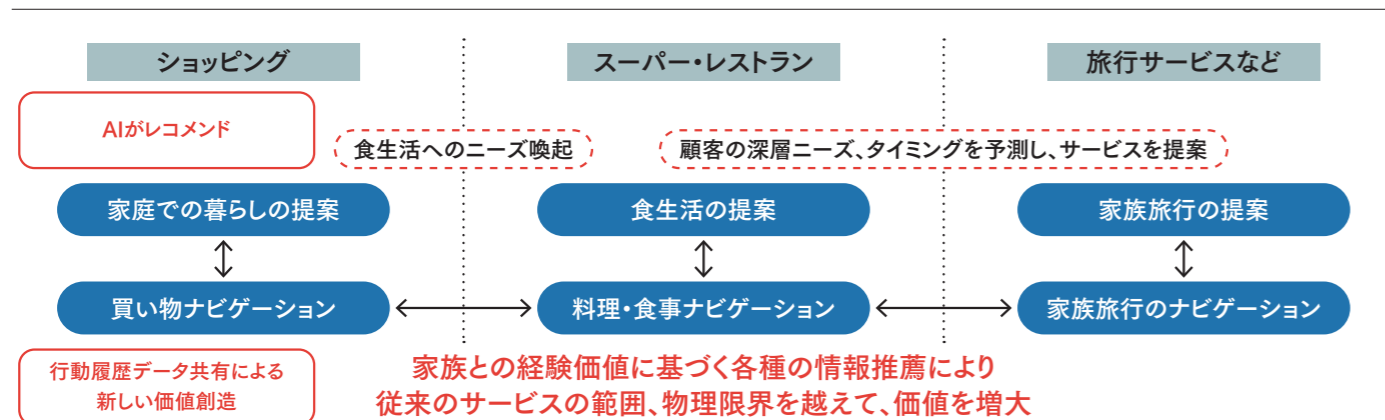 ショッピング
スーパー・レストラン
旅行サービスなど
AIがレコメンド
食生活へのニーズ喚起
顧客の深層ニーズ、タイミングを予測し、サービスを提案
家庭での暮らしの提案
食生活の提案
家族旅行の提案
買い物ナビゲーション
料理・食事ナビゲーション
家族旅行のナビゲーション
行動履歴データ共有による
新しい価値創造
家族との経験価値に基づく各種の情報推薦により
従来のサービスの範囲、物理限界を越えて、価値を増大